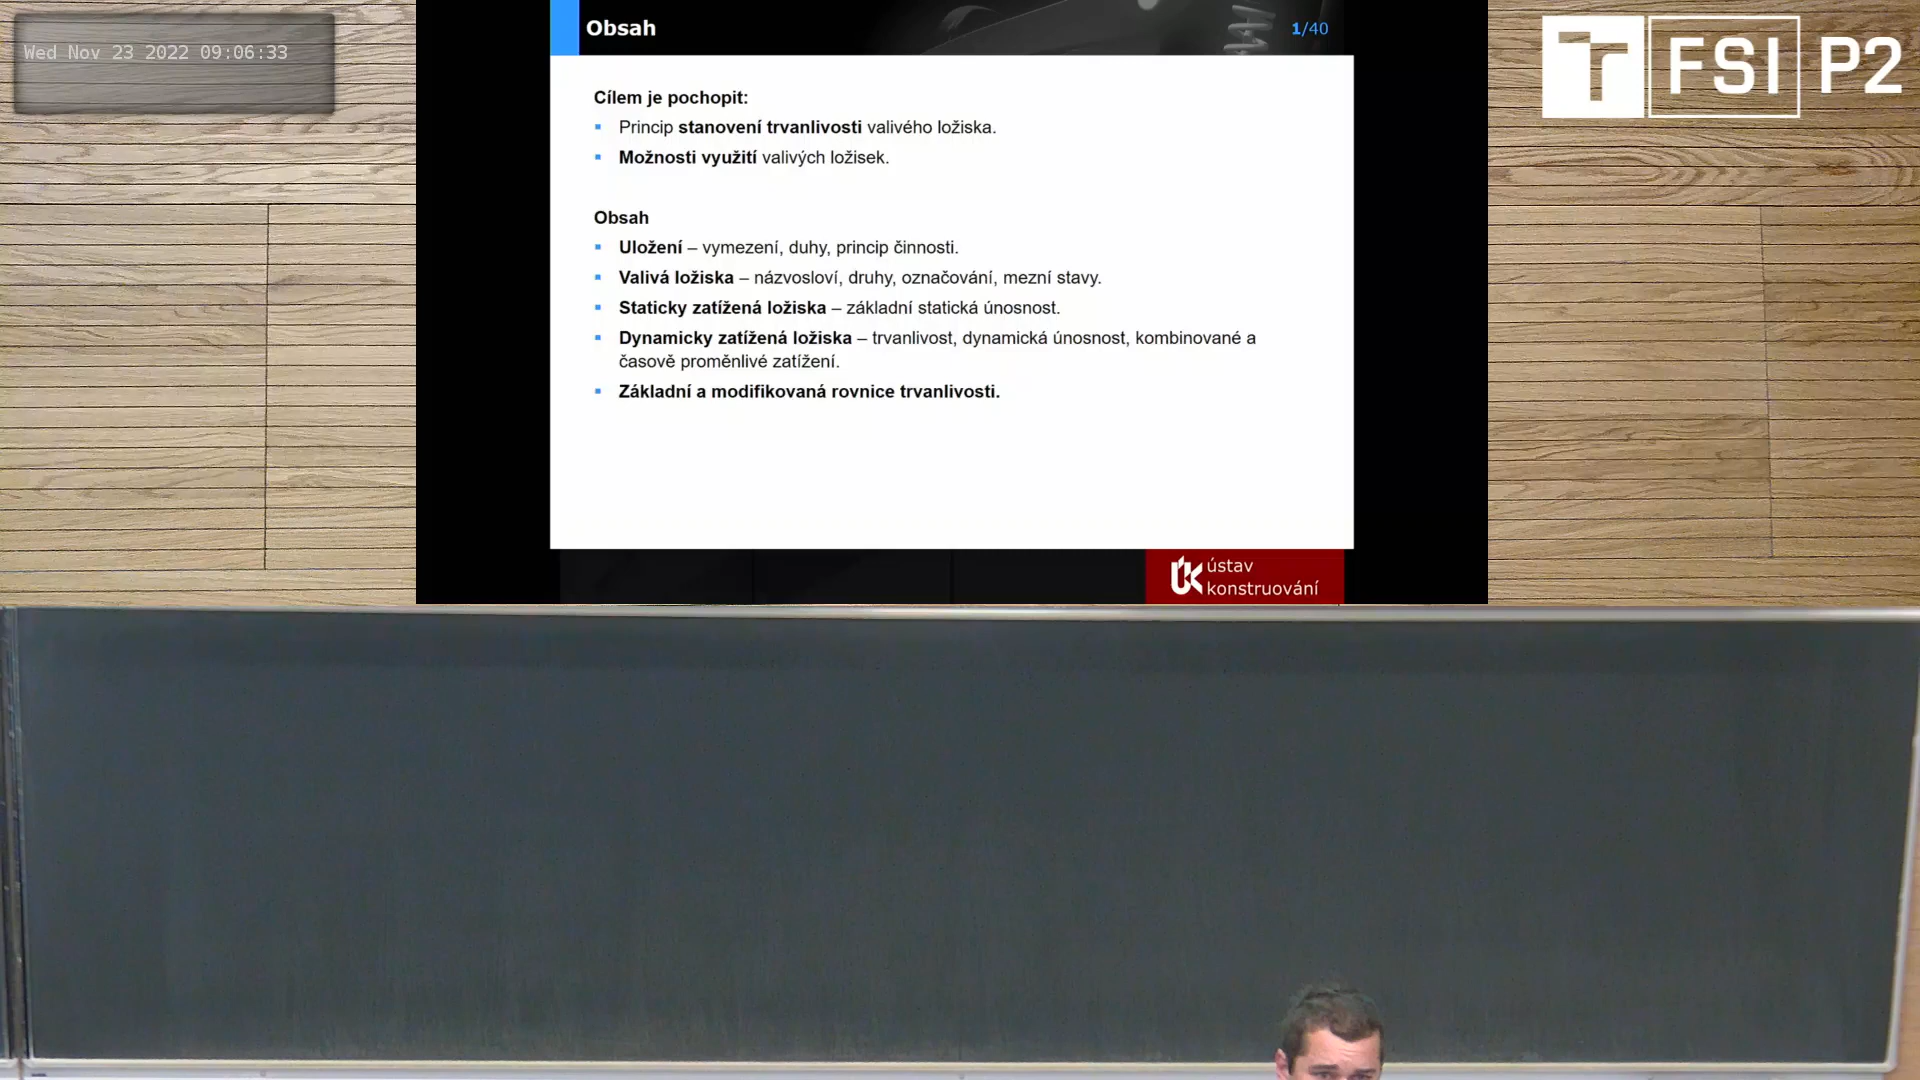 Wed Nov 23 2022 09:06:33
Obsah
1/40
T FSI P2
Cílem je pochopit:
Princip stanovení trvanlivosti valivého ložiska.
Možnosti využití valivých ložisek.
Obsah
Uložení – vymezení, duhy, princip činnosti.
Valivá ložiska – názvosloví, druhy, označování, mezní stavy.
Staticky zatížená ložiska – základní statická únosnost.
Dynamicky zatížená ložiska – trvanlivost, dynamická únosnost, kombinované a
časově proměnlivé zatížení.
Základní a modifikovaná rovnice trvanlivosti.
ÚK ústav
konstruování